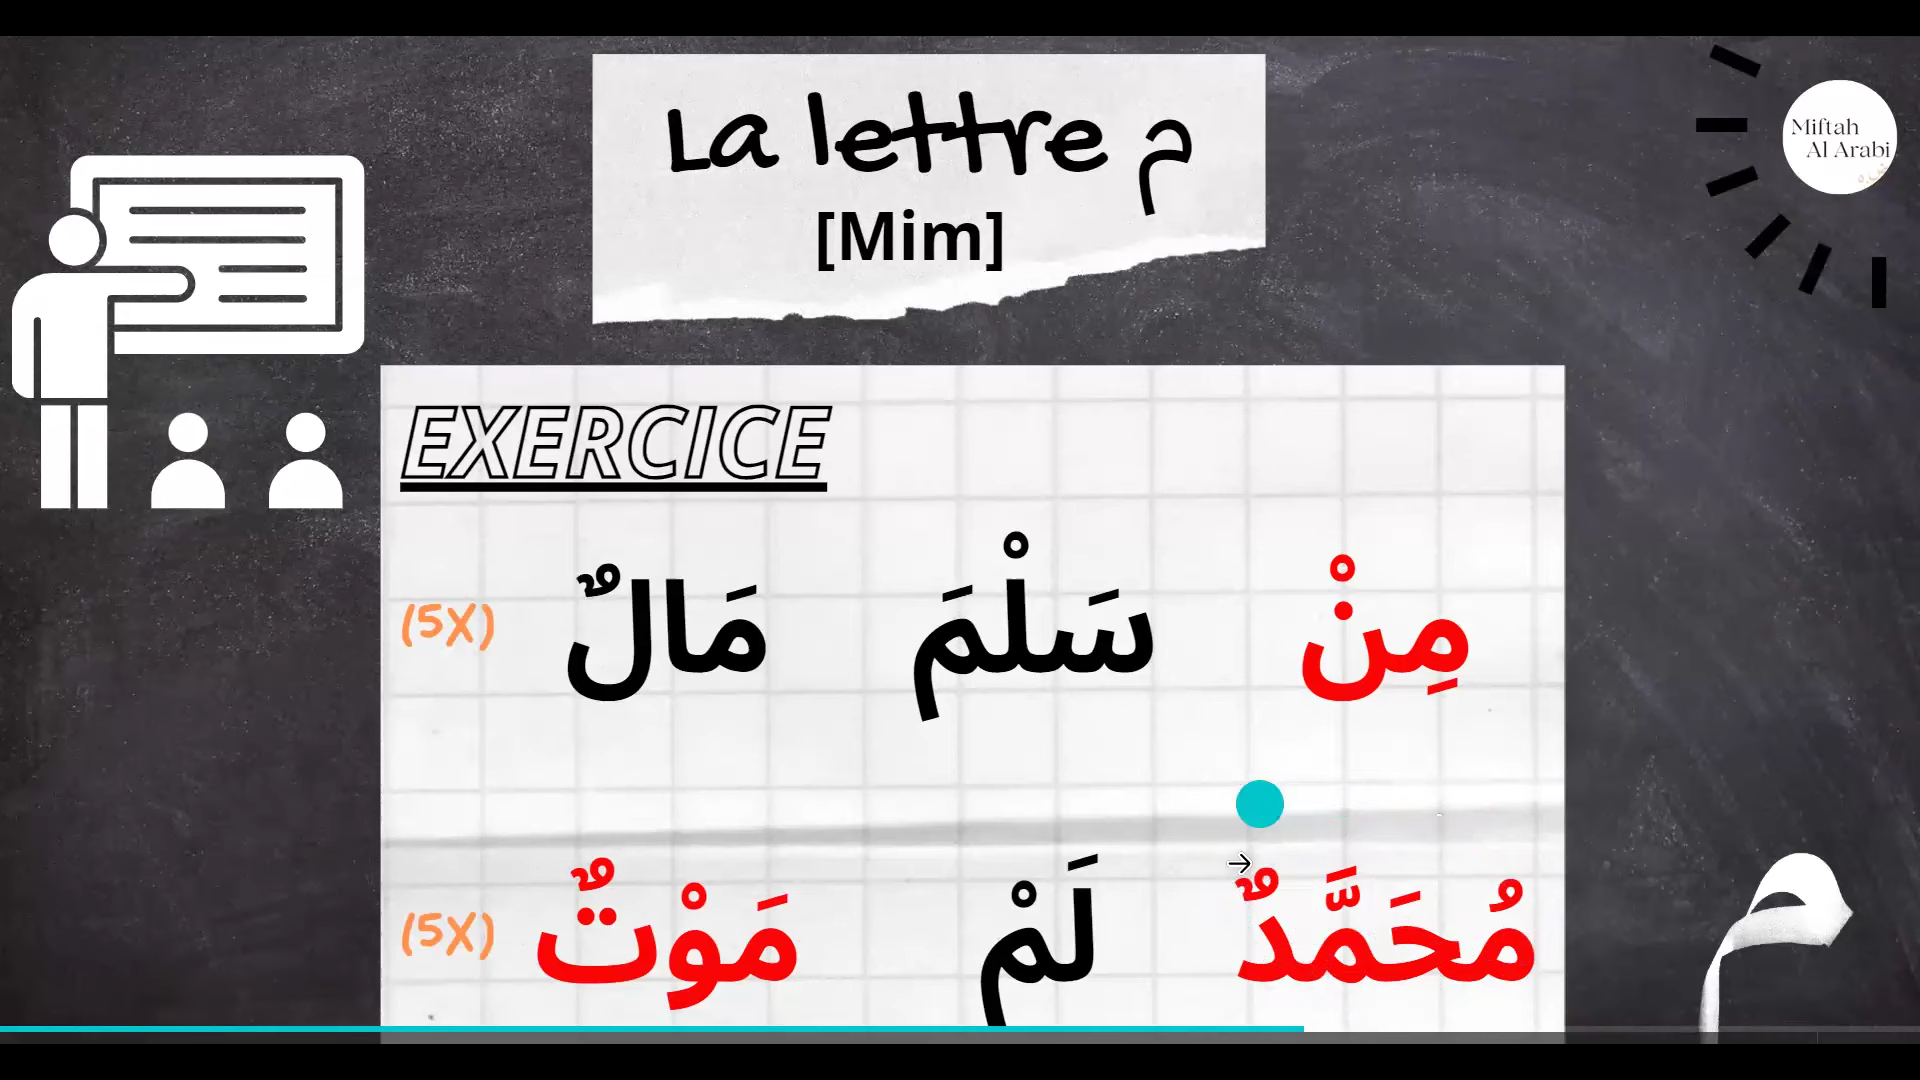 La lettre م
[Mim]
Miftah
Al Arabi
EXERCICE
مِنْ سَلْمَ مَالٌ (5X)
مُحَمَّدٌ لَمْ مَوْتٌ (5X)
م